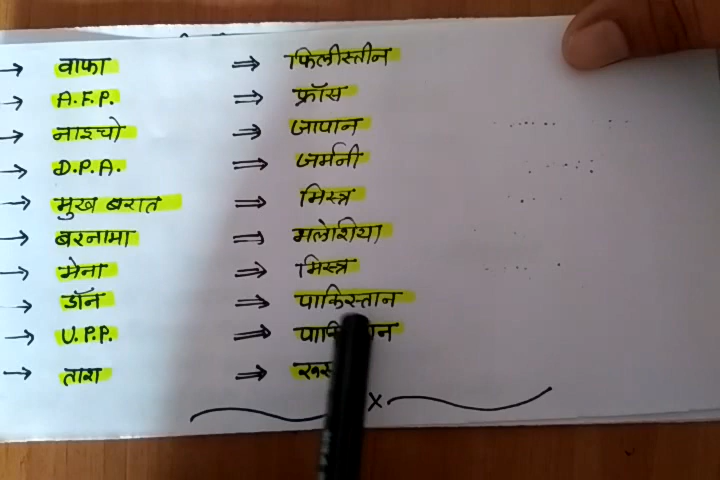 → वाफा ⇒ फिलीस्तीन
→ A.F.P. ⇒ फ्रॉस
→ नाइचो ⇒ जापान
→ D.P.A. ⇒ जर्मनी
→ मुख बरात ⇒ मिस्त्र
→ बरनामा ⇒ मलेशिया
→ मेना ⇒ मिस्त्र
→ डॉन ⇒ पाकिस्तान
→ U.P.P. ⇒
→ ताश ⇒